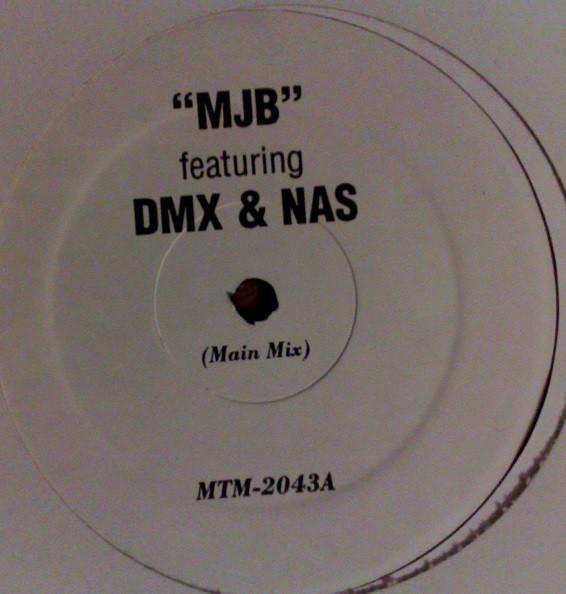 “MJB”
featuring
DMX & NAS
(Main Mix)
MTM-2043A